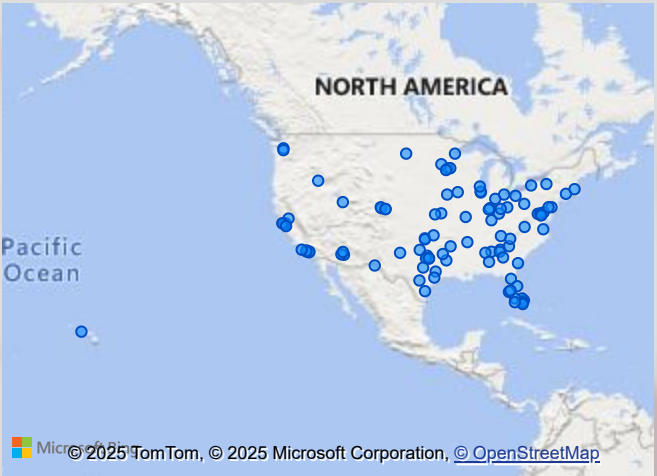 NORTH AMERICA
Pacific
Ocean
Microsoft Bing
© 2025 TomTom, © 2025 Microsoft Corporation, © OpenStreetMap